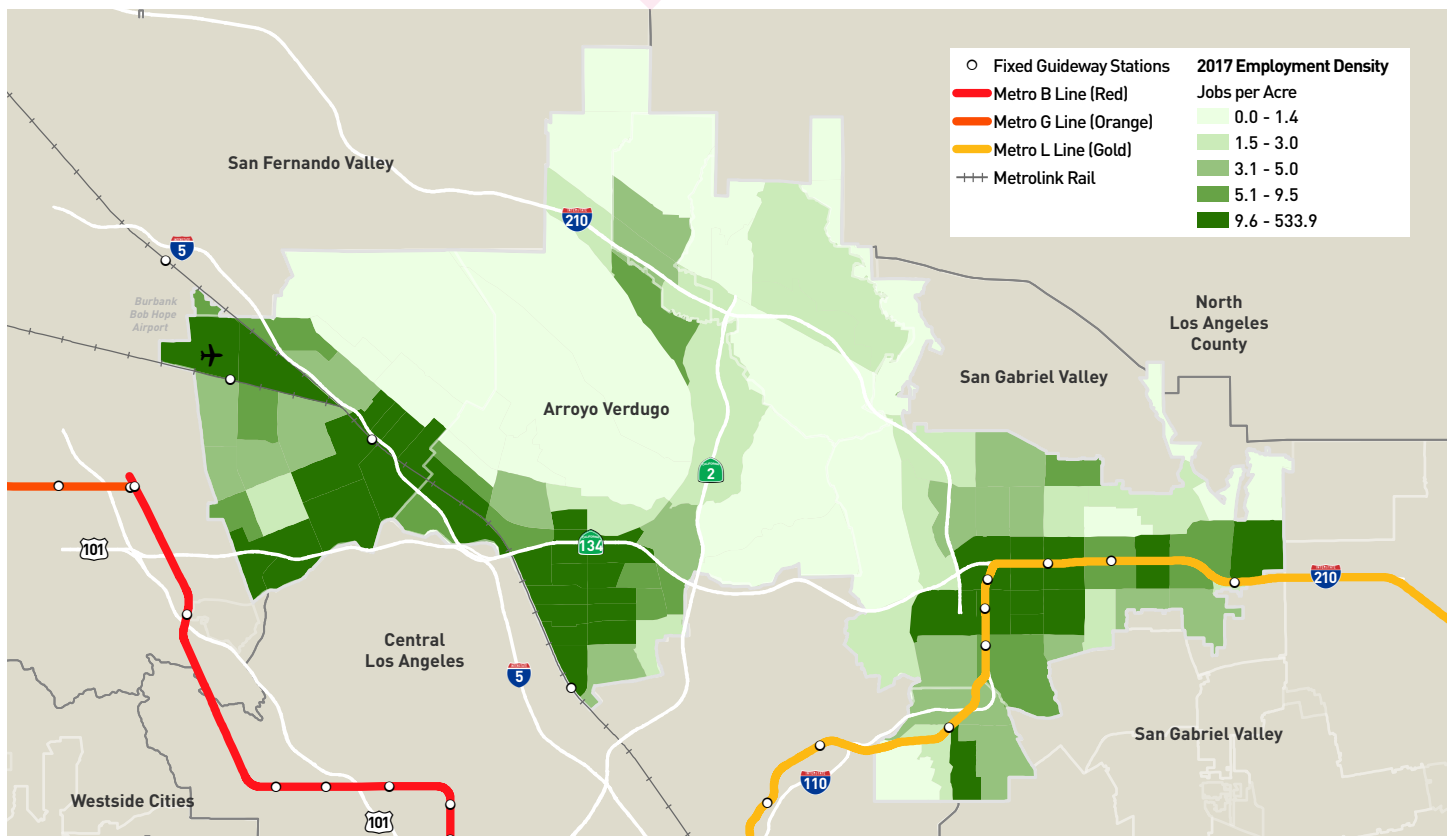 Fixed Guideway Stations
Metro B Line (Red)
Metro G Line (Orange)
Metro L Line (Gold)
Metrolink Rail
2017 Employment Density
Jobs per Acre
0.0 - 1.4
1.5 - 3.0
3.1 - 5.0
5.1 - 9.5
9.6 - 533.9
San Fernando Valley
210
5
Burbank
Bob Hope
Airport
North
Los Angeles
County
San Gabriel Valley
Arroyo Verdugo
2
101
134
210
Central
Los Angeles
5
San Gabriel Valley
110
Westside Cities
101